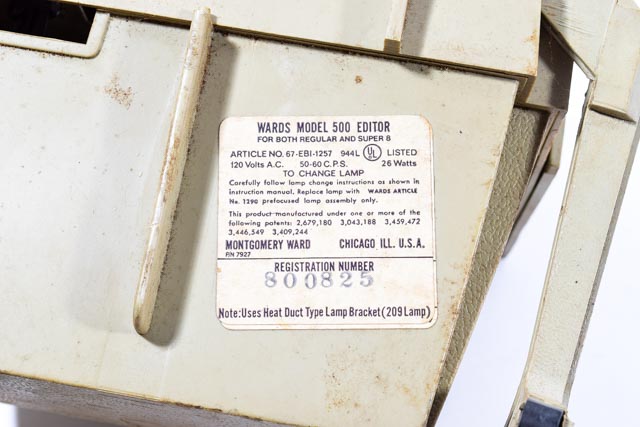 WARDS MODEL 500 EDITOR
FOR BOTH REGULAR AND SUPER 8
ARTICLE NO. 67-EBI-1257 944L UL LISTED
120 Volts A.C. 50-60 C.P.S. 26 Watts
TO CHANGE LAMP
Carefully follow lamp change instructions as shown in
instruction manual. Replace lamp with WARDS ARTICLE
No. 1290 prefocused lamp assembly only.
This product manufactured under one or more of the
following patents: 2,679,180 3,043,188 3,459,472
3,446,549 3,409,244
MONTGOMERY WARD CHICAGO ILL. U.S.A.
P/N 7927
REGISTRATION NUMBER
800825
Note: Uses Heat Duct Type Lamp Bracket (209 Lamp)